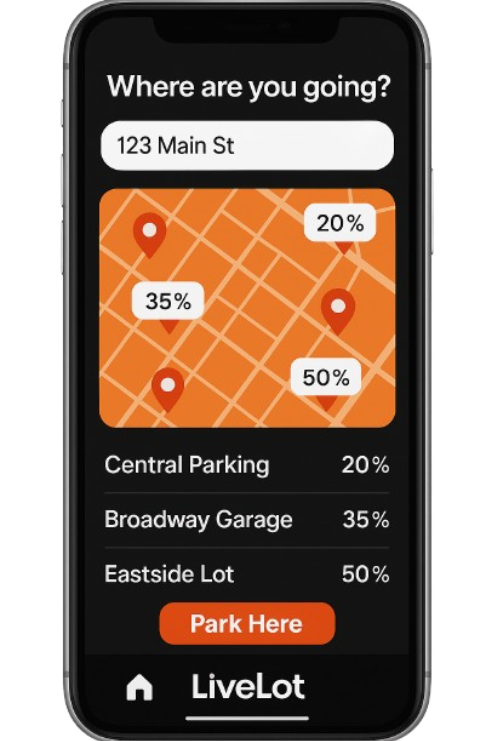 Where are you going?
123 Main St
20%
35%
50%
Central Parking 20%
Broadway Garage 35%
Eastside Lot 50%
Park Here
LiveLot